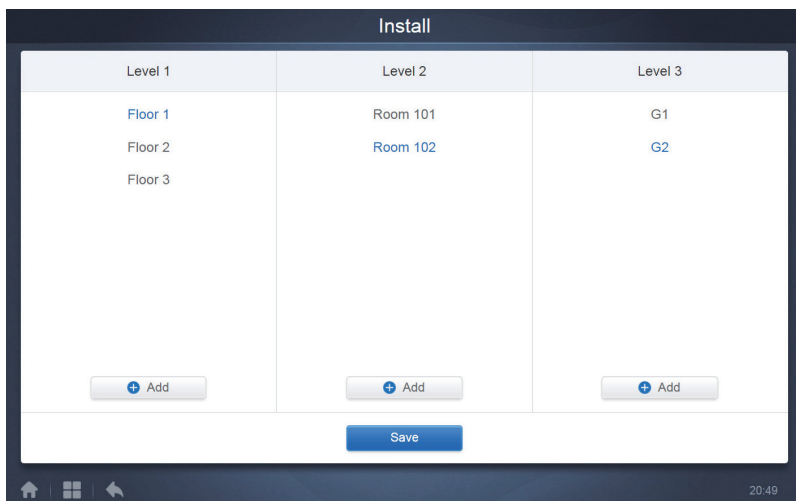 Install
Level 1 Level 2 Level 3
Floor 1 Room 101 G1
Floor 2 Room 102 G2
Floor 3
Add Add Add
Save
20:49